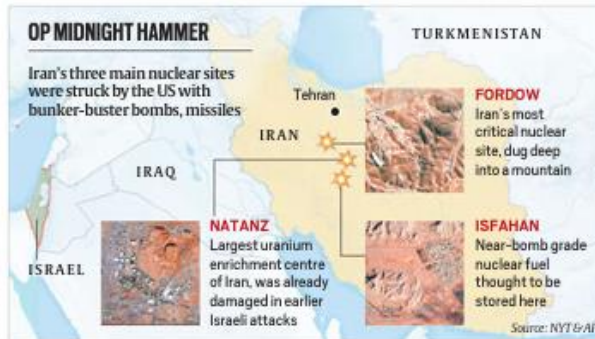 OP MIDNIGHT HAMMER
Iran's three main nuclear sites
were struck by the US with
bunker-buster bombs, missiles
TURKMENISTAN
Tehran
IRAN
IRAQ
ISRAEL
FORDOW
Iran's most
critical nuclear
site, dug deep
into a mountain
NATANZ
Largest uranium
enrichment centre
of Iran, was already
damaged in earlier
Israeli attacks
ISFAHAN
Near-bomb grade
nuclear fuel
thought to be
stored here
Source: NYT & AP